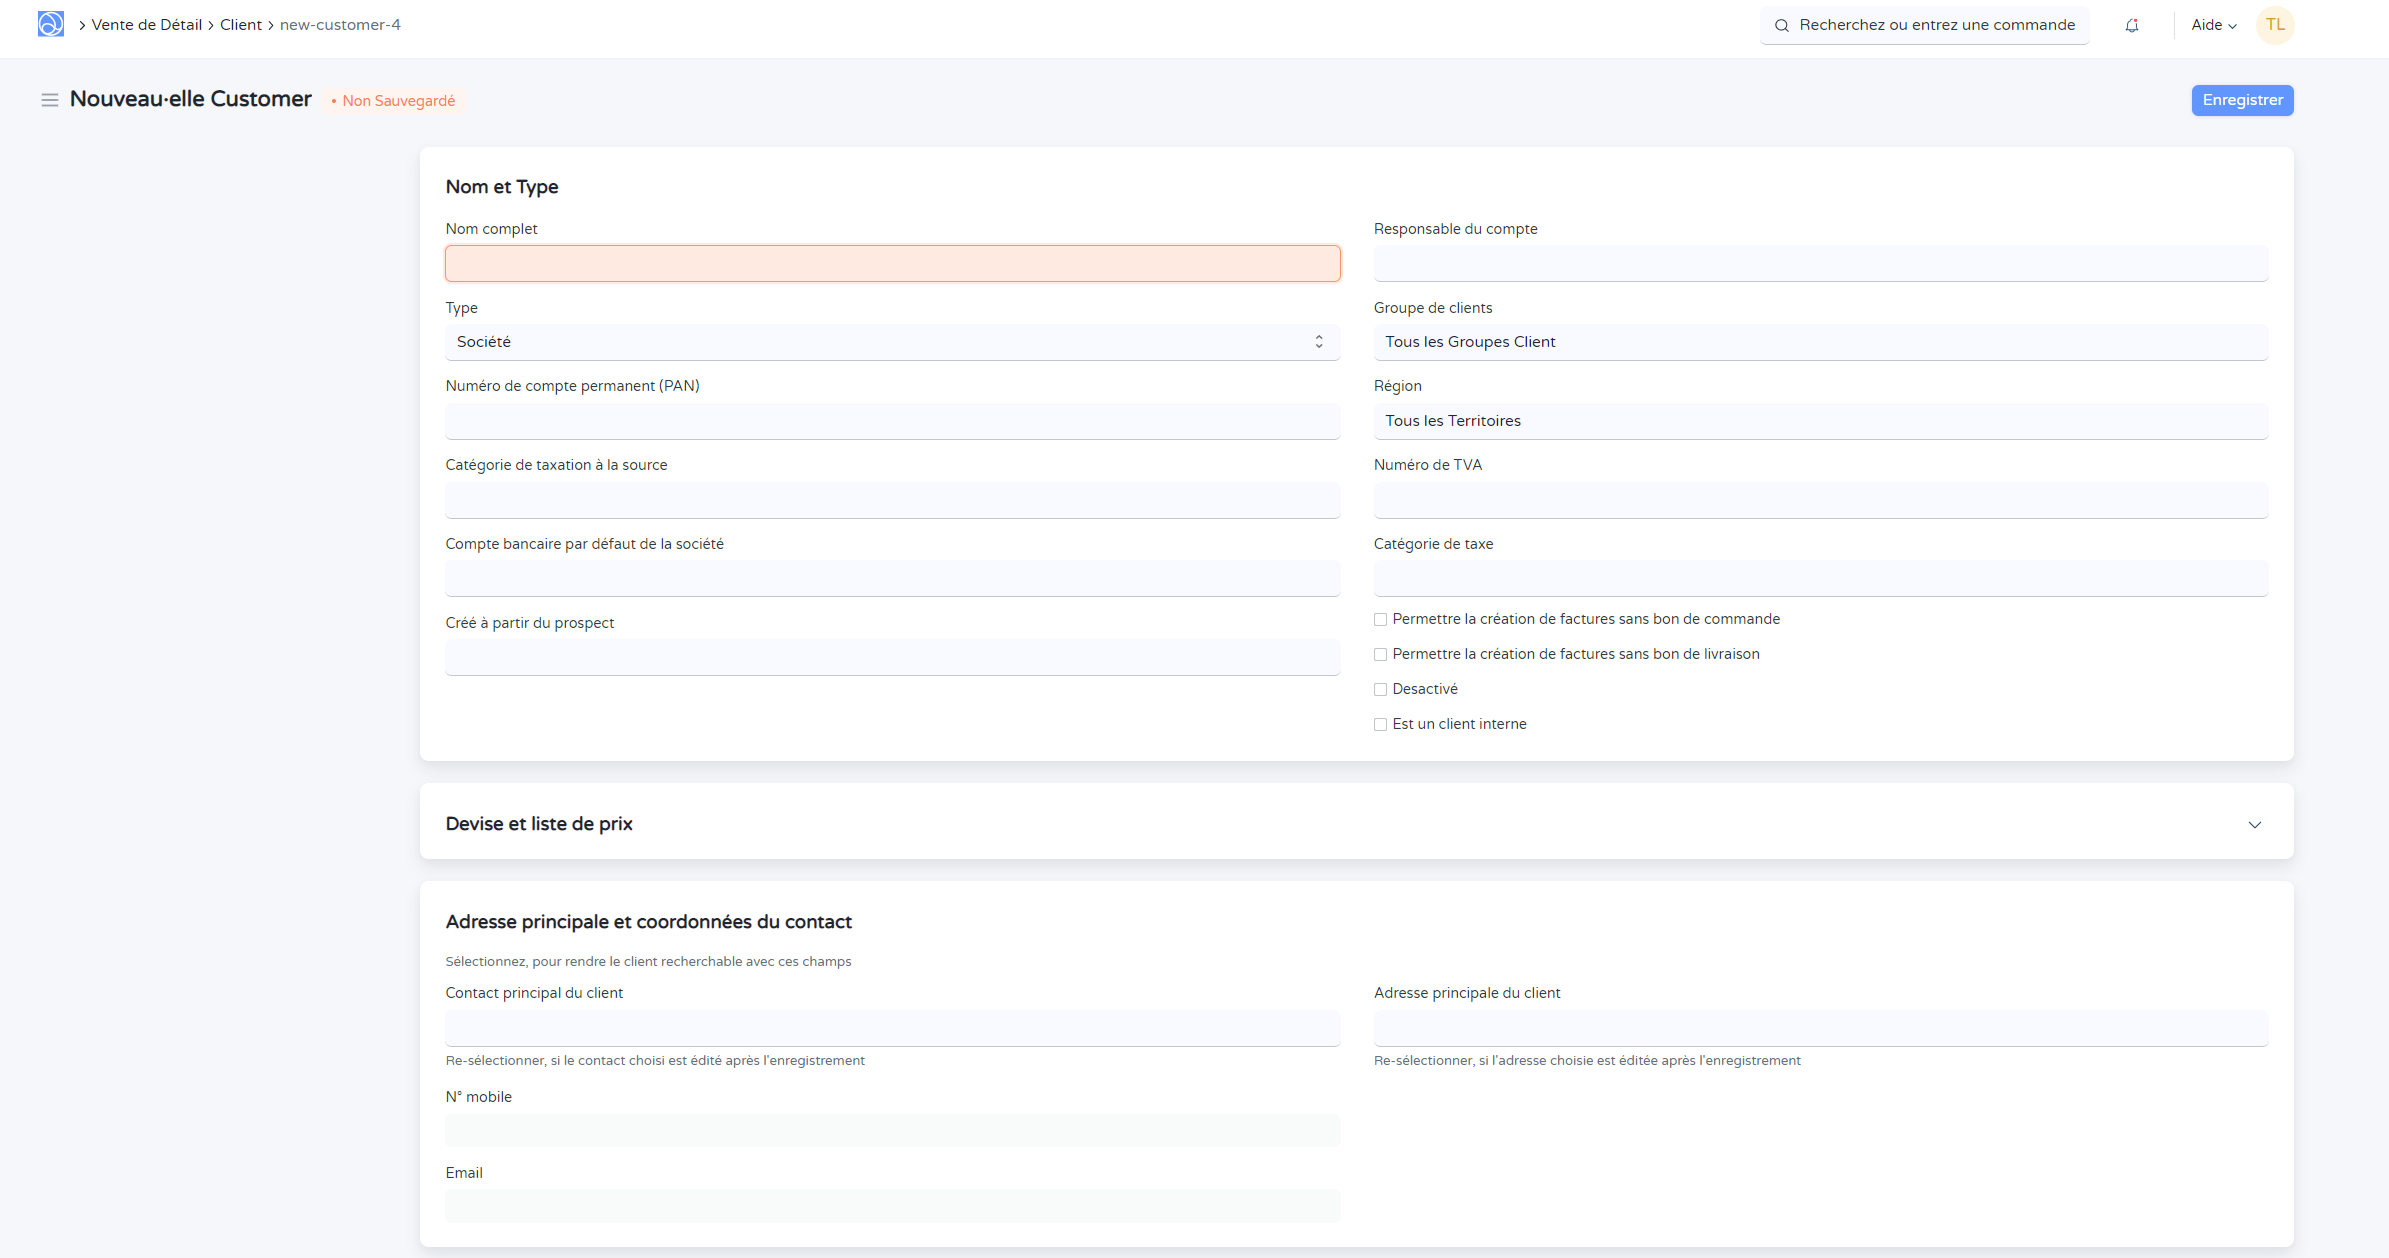 Vente de Détail Client new-customer-4
Recherchez ou entrez une commande
Aide
TL
Nouveau·elle Customer
• Non Sauvegardé
Enregistrer
Nom et Type
Nom complet
Responsable du compte
Type
Société
Groupe de clients
Tous les Groupes Client
Numéro de compte permanent (PAN)
Région
Tous les Territoires
Catégorie de taxation à la source
Numéro de TVA
Compte bancaire par défaut de la société
Catégorie de taxe
Créé à partir du prospect
Permettre la création de factures sans bon de commande
Permettre la création de factures sans bon de livraison
Desactivé
Est un client interne
Devise et liste de prix
Adresse principale et coordonnées du contact
Sélectionnez, pour rendre le client recherchable avec ces champs
Contact principal du client
Adresse principale du client
Re-sélectionner, si le contact choisi est édité après l'enregistrement
Re-sélectionner, si l'adresse choisie est éditée après l'enregistrement
N° mobile
Email